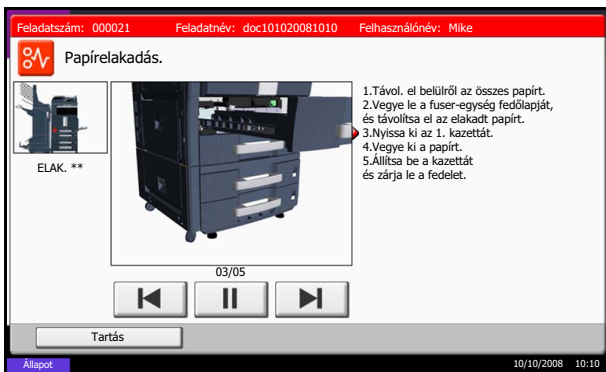 Feladatszám: 000021 Feladatnév: doc101020081010 Felhasználónév: Mike
Papírelakadás.
ELAK. **
03/05
1.Távol. el belülről az összes papírt.
2.Vegye le a fuser-egység fedőlapját,
és távolítsa el az elakadt papírt.
3.Nyissa ki az 1. kazettát.
4.Vegye ki a papírt.
5.Állítsa be a kazettát
és zárja le a fedelet.
Tartás
Állapot 10/10/2008 10:10